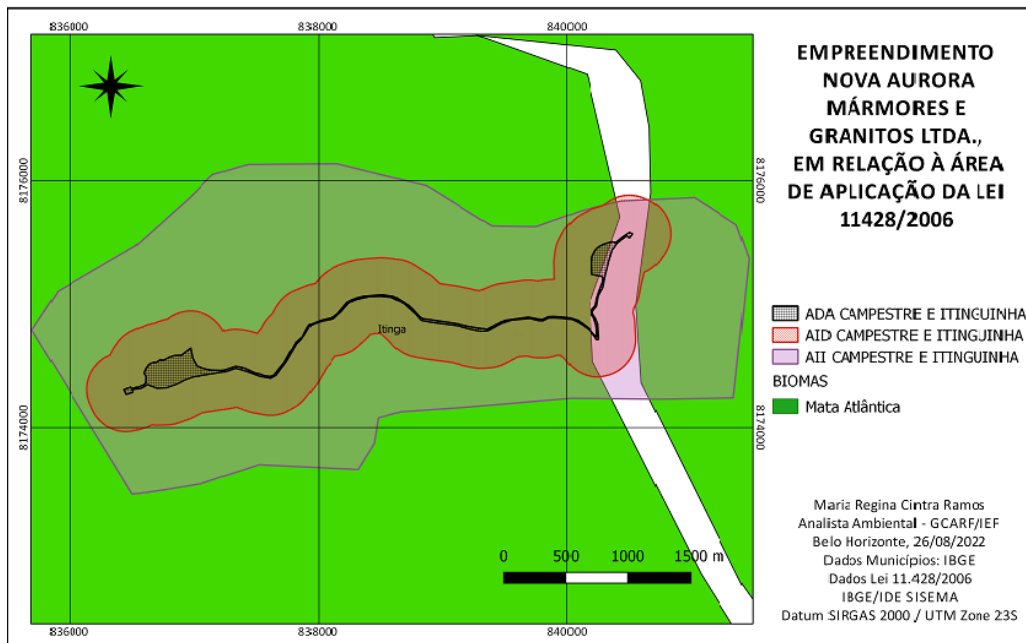 836000
838000
840000
8176000
8176000
Itinga
8174000
8174000
0 500 1000 1500 m
836000
838000
840000
EMPREENDIMENTO
NOVA AURORA
MÁRMORES E
GRANITOS LTDA.,
EM RELAÇÃO À ÁREA
DE APLICAÇÃO DA LEI
11428/2006
ADA CAMPESTRE E ITINGUINHA
AID CAMPESTRE E ITINGUINHA
AII CAMPESTRE E ITINGUINHA
BIOMAS
Mata Atlântica
Maria Regina Cintra Ramos
Analista Ambiental - GCARF/IEF
Belo Horizonte, 26/08/2022
Dados Municípios: IBGE
Dados Lei 11.428/2006
IBGE/IDE SISEMA
Datum SIRGAS 2000 / UTM Zone 23S